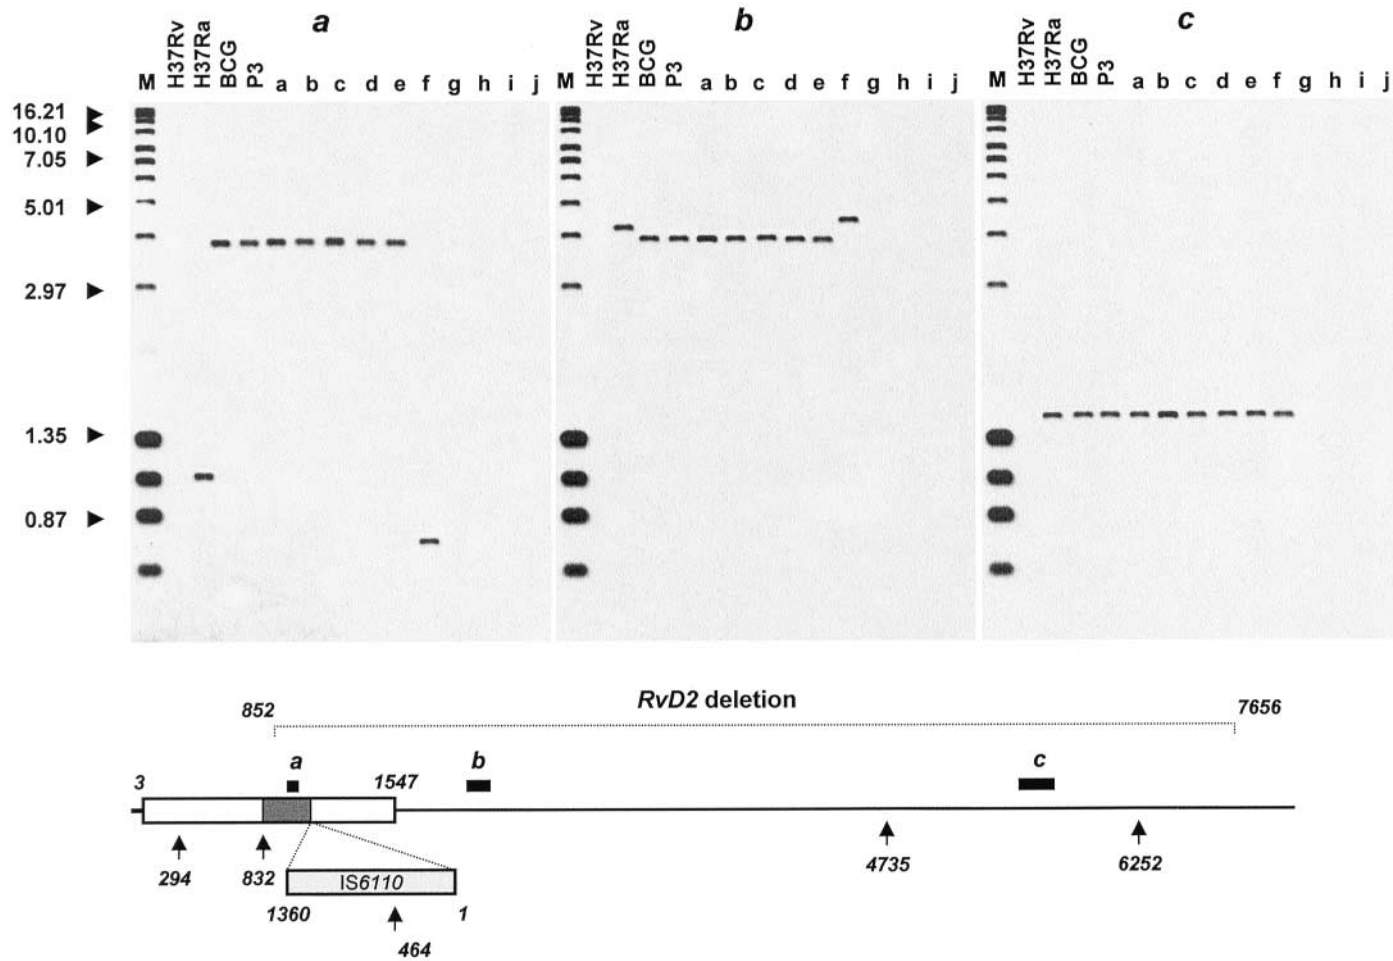 a
M H37Rv H37Ra BCG P3 a b c d e f g h i j
b
M H37Rv H37Ra BCG P3 a b c d e f g h i j
c
M H37Rv H37Ra BCG P3 a b c d e f g h i j
16.21
10.10
7.05
5.01
2.97
1.35
0.87
RvD2 deletion
852 7656
a b c
3 1547
294 832 4735 6252
IS6110
1360 1
464